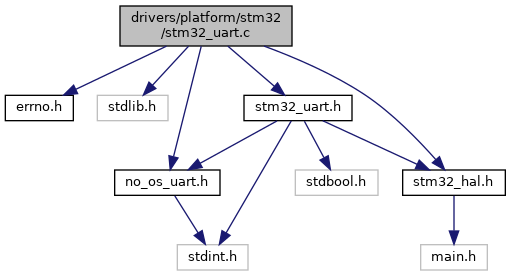 drivers/platform/stm32
/stm32_uart.c
errno.h
stdlib.h
stm32_uart.h
no_os_uart.h
stdbool.h
stm32_hal.h
stdint.h
main.h